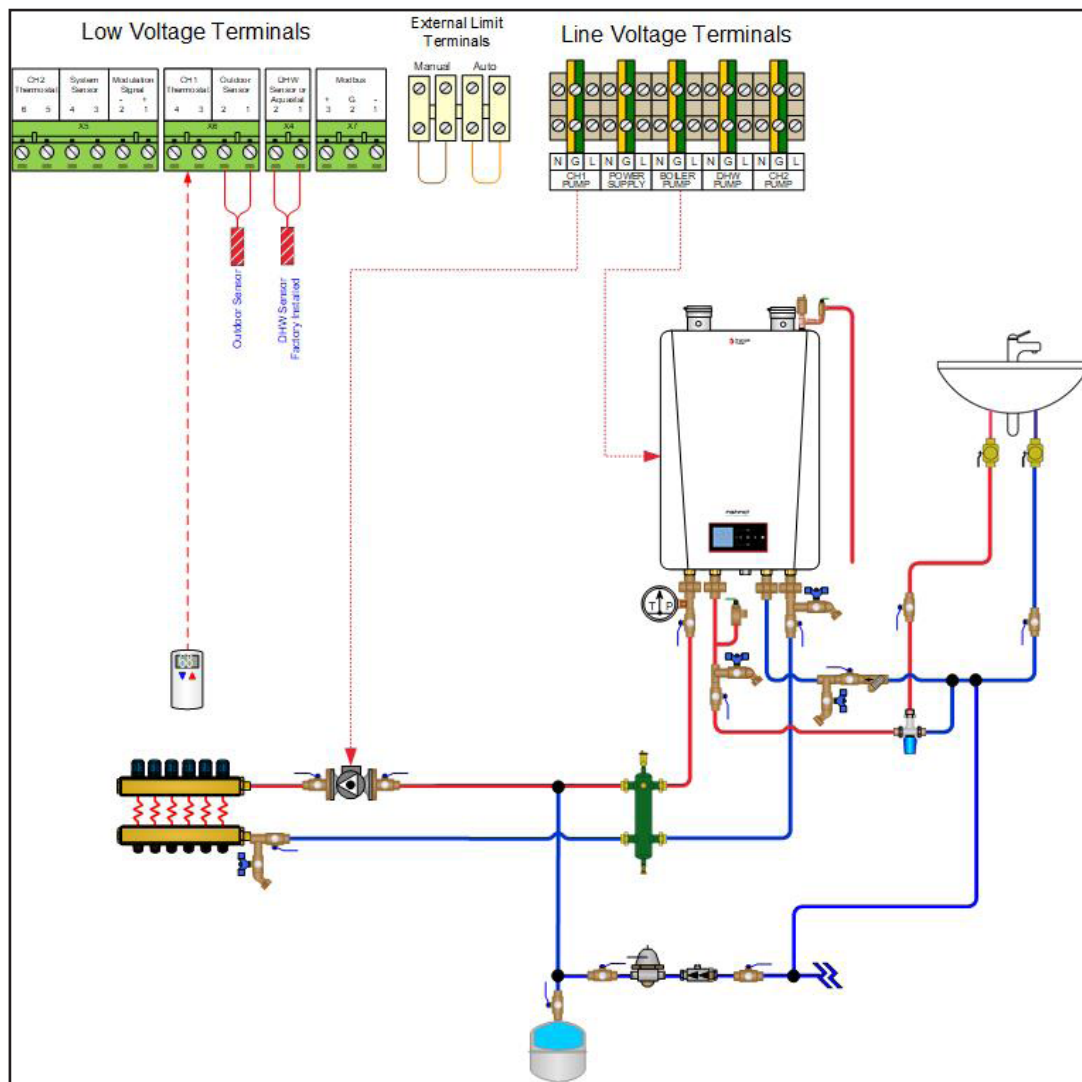 Low Voltage Terminals
External Limit
Terminals
Line Voltage Terminals
Manual Auto
CH2
Thermostat
System
Sensor
Modulation
Signal
- +
6 5 4 3 2 1
X5
CH1
Thermostat
Outdoor
Sensor
4 3 2 1
X6
DHW
Sensor or
Aquastat
2 1
X4
Modbus
+ G -
3 2 1
X7
N G L N G L N G L N G L N G L
CH1
PUMP
POWER
SUPPLY
BOILER
PUMP
DHW
PUMP
CH2
PUMP
Outdoor Sensor
DHW Sensor
Factory Installed
T P
68